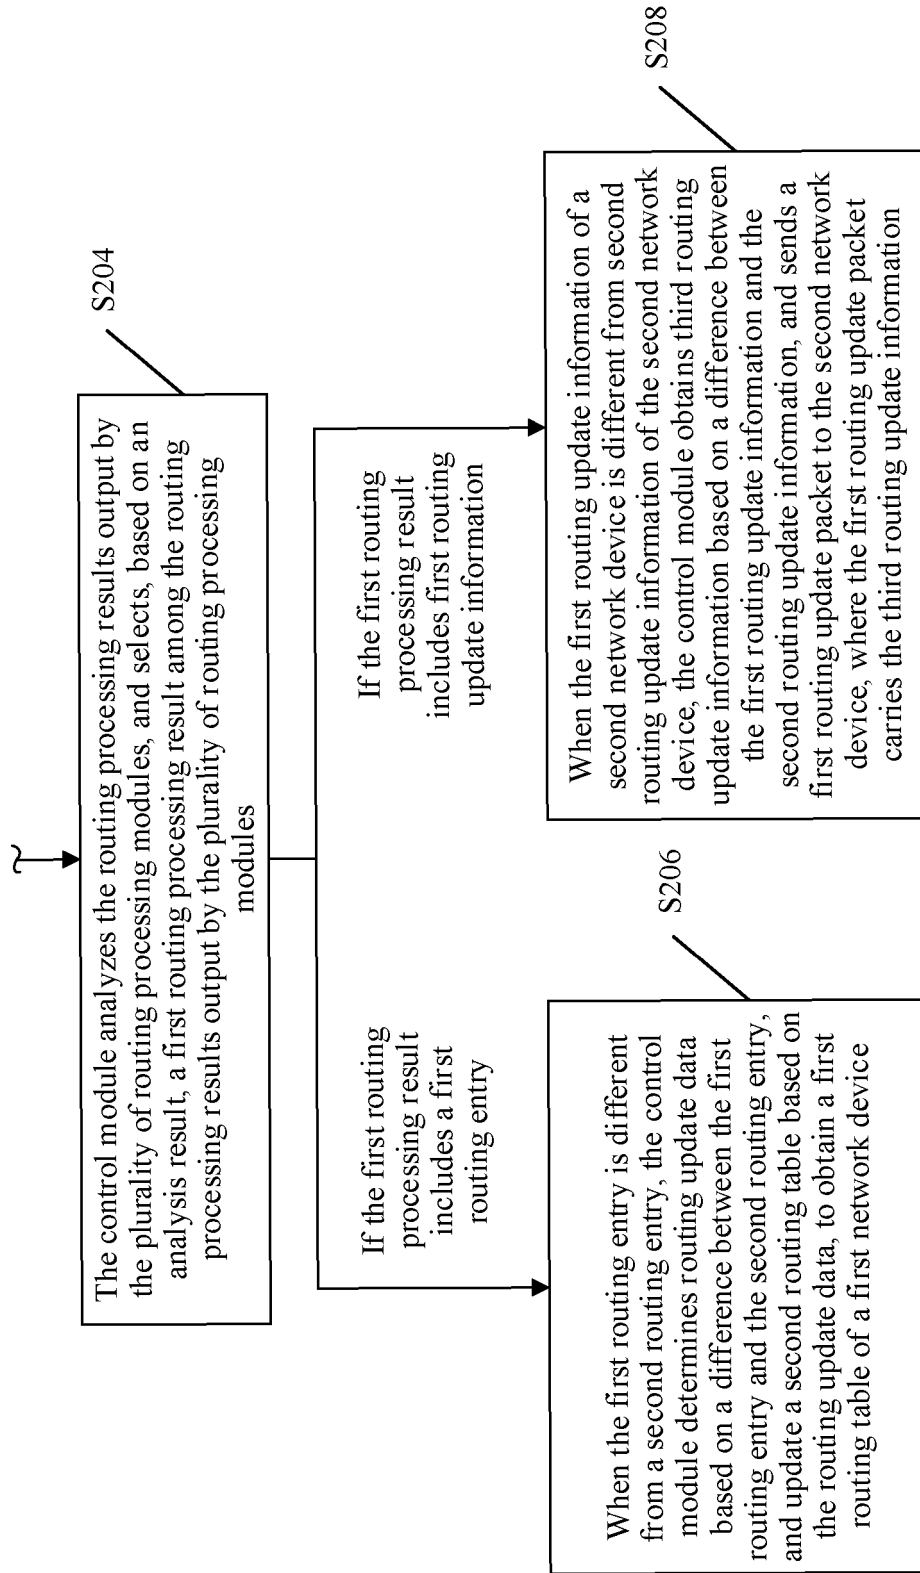 S204
The control module analyzes the routing processing results output by
the plurality of routing processing modules, and selects, based on an
analysis result, a first routing processing result among the routing
processing results output by the plurality of routing processing
modules
If the first routing
processing result
includes a first
routing entry
If the first routing
processing result
includes first routing
update information
S206
When the first routing entry is different
from a second routing entry, the control
module determines routing update data
based on a difference between the first
routing entry and the second routing entry,
and update a second routing table based on
the routing update data, to obtain a first
routing table of a first network device
S208
When the first routing update information of a
second network device is different from second
routing update information of the second network
device, the control module obtains third routing
update information based on a difference between
the first routing update information and the
second routing update information, and sends a
first routing update packet to the second network
device, where the first routing update packet
carries the third routing update information